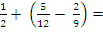 1/2 + (5/12 − 2/9) =